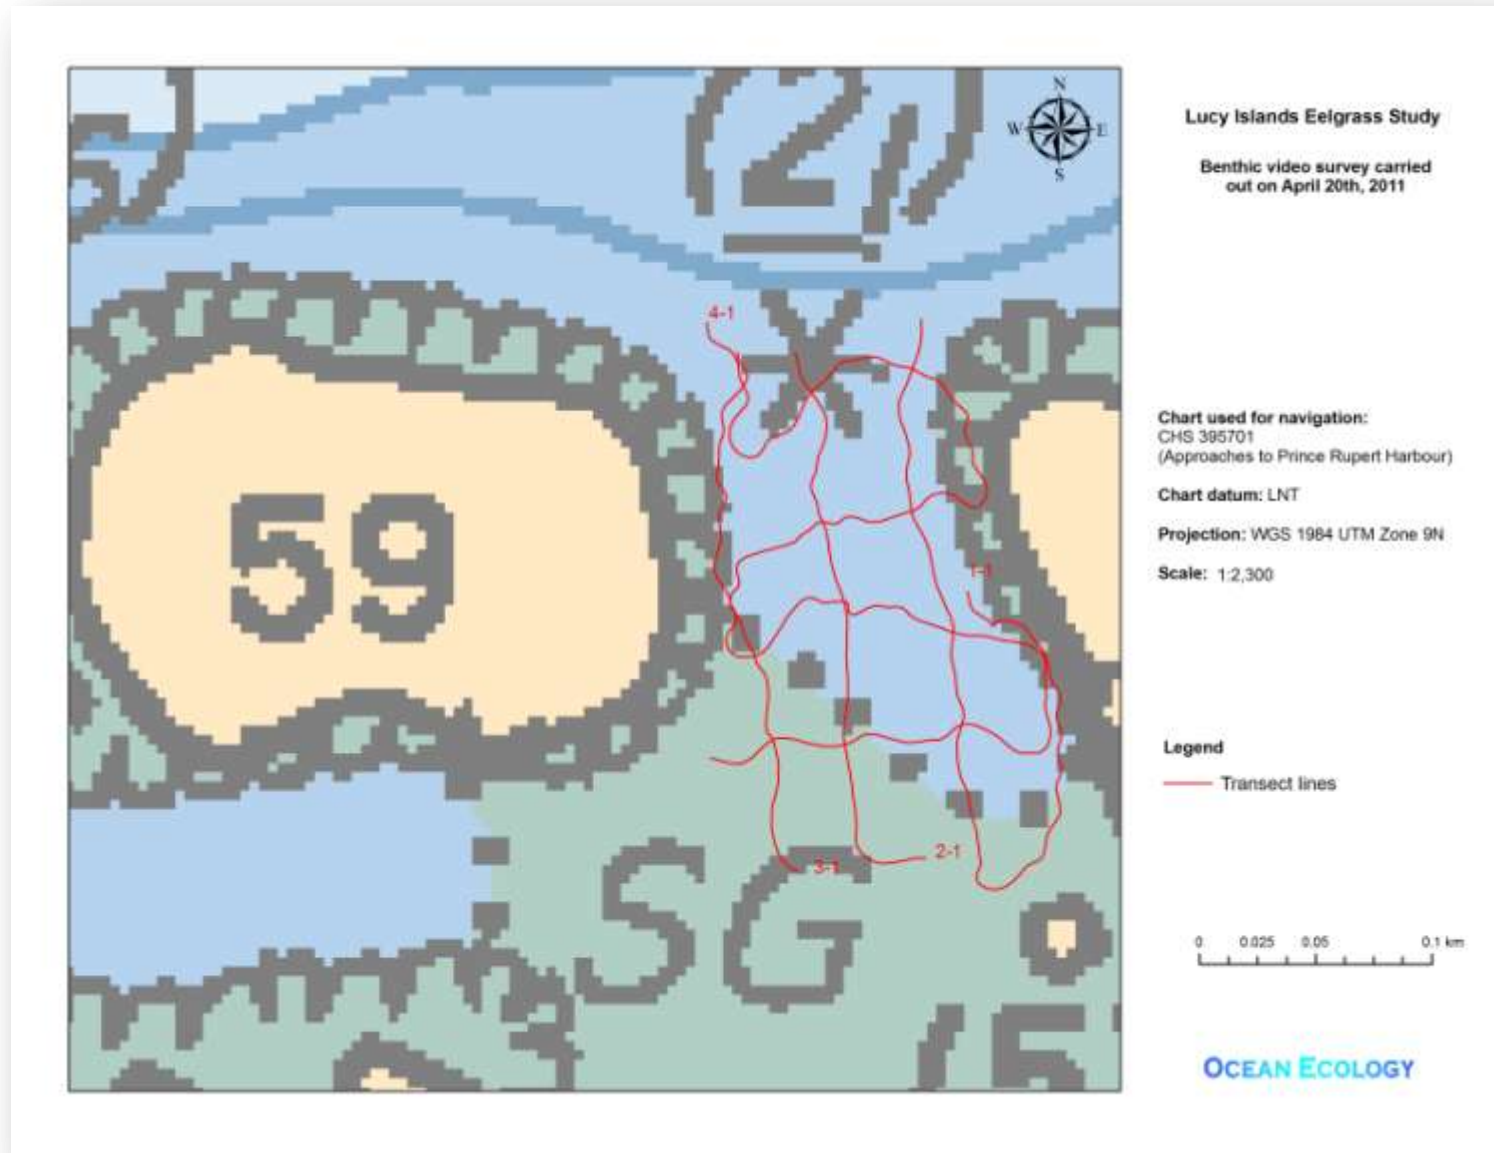 (2)
N
W E
S
4-1
59
1-1
2-1
3-1
SG
(5
Lucy Islands Eelgrass Study
Benthic video survey carried
out on April 20th, 2011
Chart used for navigation:
CHS 395701
(Approaches to Prince Rupert Harbour)
Chart datum: LNT
Projection: WGS 1984 UTM Zone 9N
Scale: 1:2,300
Legend
Transect lines
0 0.025 0.05 0.1 km
OCEAN ECOLOGY